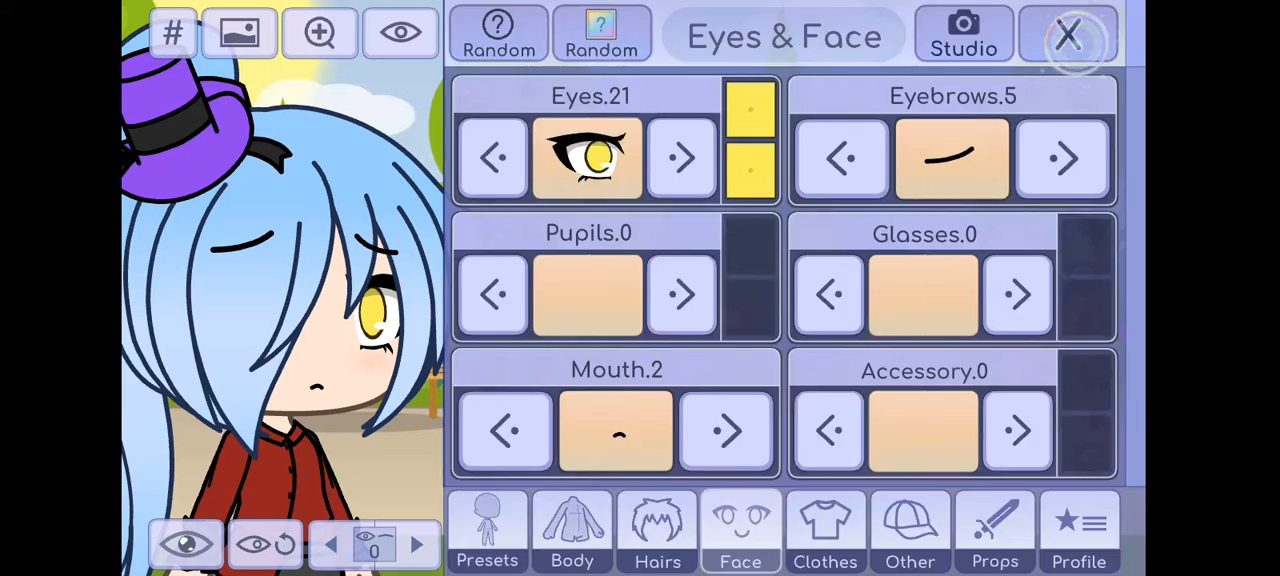 #
? Random
? Random
Eyes & Face
Studio
X
Eyes.21
Eyebrows.5
Pupils.0
Glasses.0
Mouth.2
Accessory.0
0
Presets
Body
Hairs
Face
Clothes
Other
Props
Profile